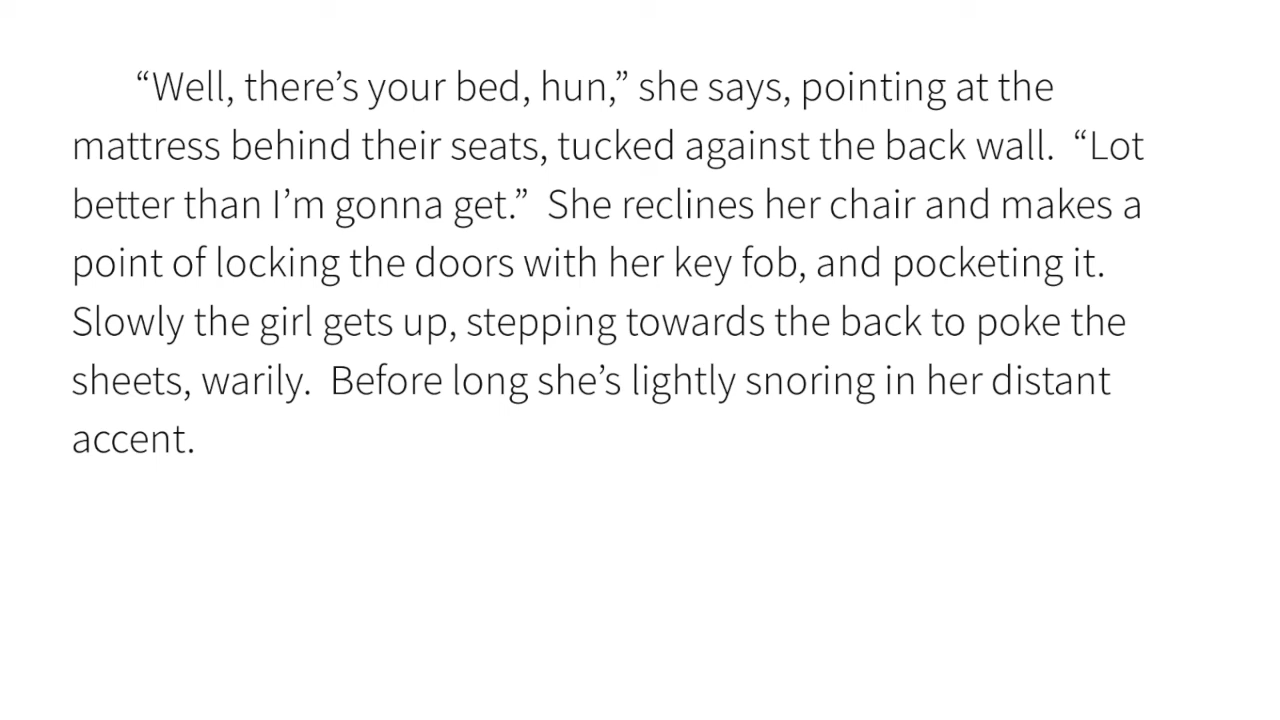 “Well, there’s your bed, hun,” she says, pointing at the
mattress behind their seats, tucked against the back wall.  “Lot
better than I’m gonna get.”  She reclines her chair and makes a
point of locking the doors with her key fob, and pocketing it.
Slowly the girl gets up, stepping towards the back to poke the
sheets, warily.  Before long she’s lightly snoring in her distant
accent.